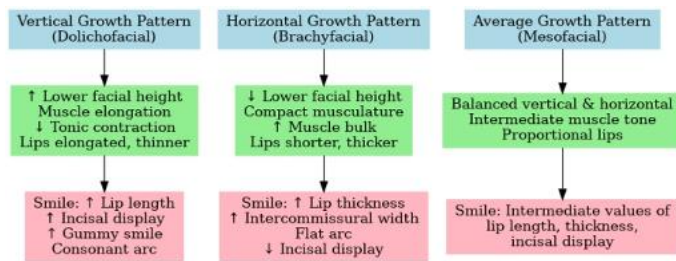 Vertical Growth Pattern
(Dolichofacial)
↑ Lower facial height
Muscle elongation
↓ Tonic contraction
Lips elongated, thinner
Smile: ↑ Lip length
↑ Incisal display
↑ Gummy smile
Consonant arc
Horizontal Growth Pattern
(Brachyfacial)
↓ Lower facial height
Compact musculature
↑ Muscle bulk
Lips shorter, thicker
Smile: ↑ Lip thickness
↑ Intercommissural width
Flat arc
↓ Incisal display
Average Growth Pattern
(Mesofacial)
Balanced vertical & horizontal
Intermediate muscle tone
Proportional lips
Smile: Intermediate values of
lip length, thickness,
incisal display